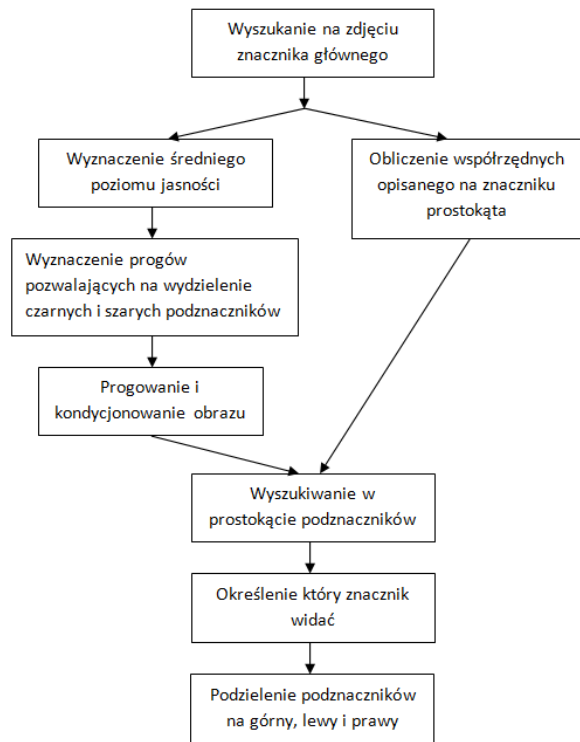 Wyszukanie na zdjęciu
znacznika głównego
Wyznaczenie średniego
poziomu jasności
Obliczenie współrzędnych
opisanego na znaczniku
prostokąta
Wyznaczenie progów
pozwalających na wydzielenie
czarnych i szarych podznaczników
Progowanie i
kondycjonowanie obrazu
Wyszukiwanie w
prostokącie podznaczników
Określenie który znacznik
widać
Podzielenie podznaczników
na górny, lewy i prawy